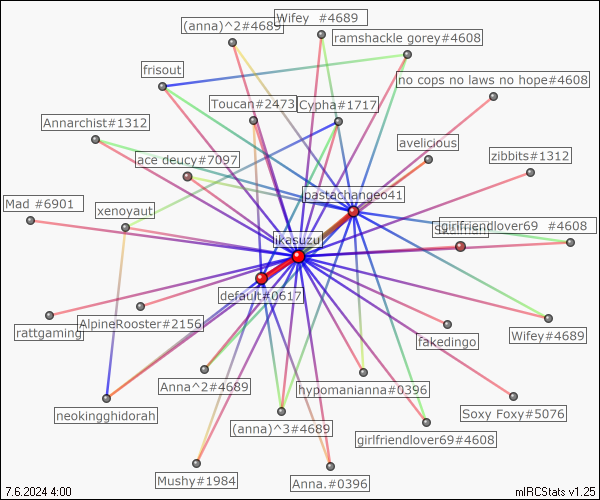 Wifey  #4689
(anna)^2#4689
ramshackle gorey#4608
frisout
no cops no laws no hope#4608
Toucan#2473
Cypha#1717
Annarchist#1312
avelicious
ace deucy#7097
zibbits#1312
pastachangeo41
Mad #6901
xenoyaut
girlfriendlover69  #4608
ikasuzu
default#0617
rattgaming
AlpineRooster#2156
fakedingo
Wifey#4689
Anna^2#4689
hypomanianna#0396
neokingghidorah
Soxy Foxy#5076
(anna)^3#4689
girlfriendlover69#4608
Mushy#1984
Anna.#0396
7.6.2024 4:00
mIRCStats v1.25